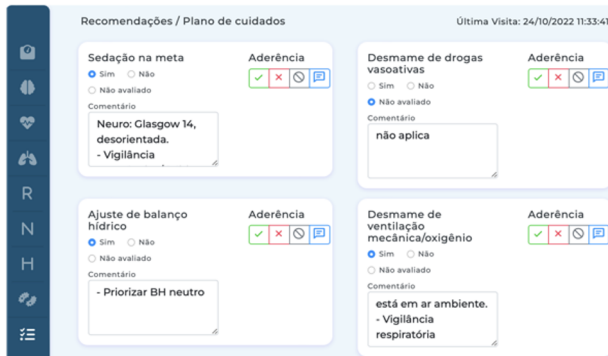 Recomendações / Plano de cuidados
Última Visita: 24/10/2022 11:33:41
Sedação na meta
Aderência
Sim Não
Não avaliado
Comentário
Neuro: Glasgow 14,
desorientada.
- Vigilância
Desmame de drogas
vasoativas
Aderência
Sim Não
Não avaliado
Comentário
não aplica
R
N
H
Ajuste de balanço
hídrico
Aderência
Sim Não
Não avaliado
Comentário
- Priorizar BH neutro
Desmame de
ventilação
mecânica/oxigênio
Aderência
Sim Não
Não avaliado
Comentário
está em ar ambiente.
- Vigilância
respiratória